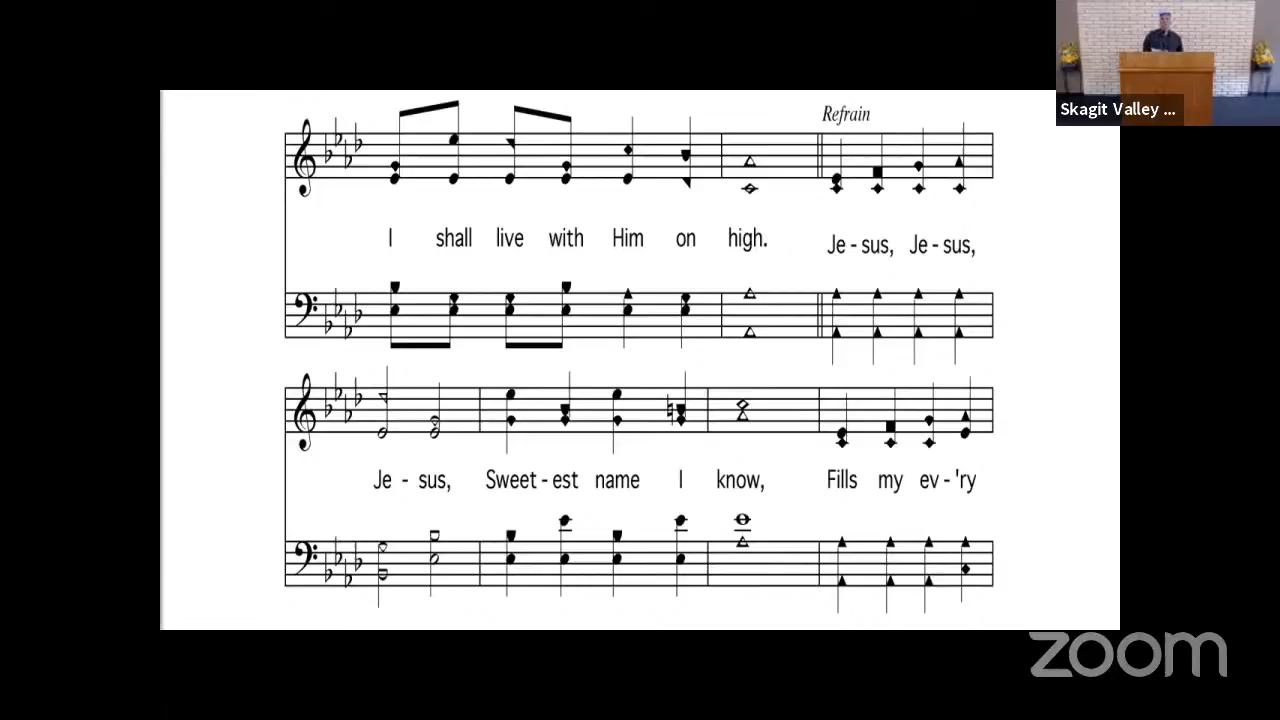 Skagit Valley ...
Refrain
I shall live with Him on high. Je - sus, Je - sus,
Je - sus, Sweet - est name I know, Fills my ev - 'ry
zoom